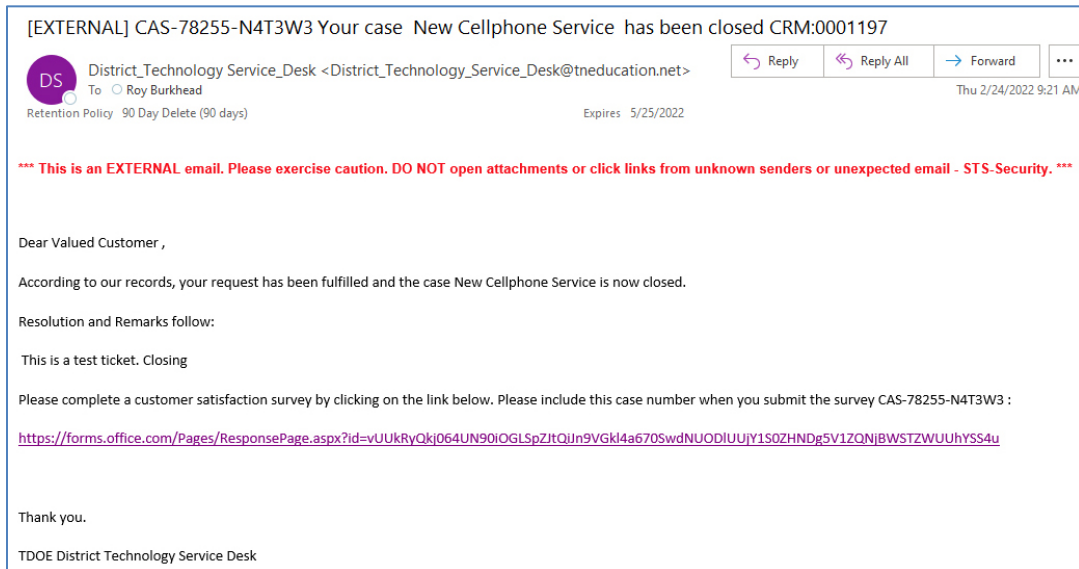 [EXTERNAL] CAS-78255-N4T3W3 Your case  New Cellphone Service  has been closed CRM:0001197
DS
District_Technology Service_Desk <District_Technology_Service_Desk@tneducation.net>
To Roy Burkhead
Reply
Reply All
Forward
...
Thu 2/24/2022 9:21 AM
Retention Policy 90 Day Delete (90 days)
Expires 5/25/2022
*** This is an EXTERNAL email. Please exercise caution. DO NOT open attachments or click links from unknown senders or unexpected email - STS-Security. ***
Dear Valued Customer ,
According to our records, your request has been fulfilled and the case New Cellphone Service is now closed.
Resolution and Remarks follow:
This is a test ticket. Closing
Please complete a customer satisfaction survey by clicking on the link below. Please include this case number when you submit the survey CAS-78255-N4T3W3 :
https://forms.office.com/Pages/ResponsePage.aspx?id=vUUkRyQkj064UN90iOGLSpZJtQiJn9VGkl4a670SwdNUODlUUjY1S0ZHNDg5V1ZQNjBWSTZWUUhYSS4u
Thank you.
TDOE District Technology Service Desk